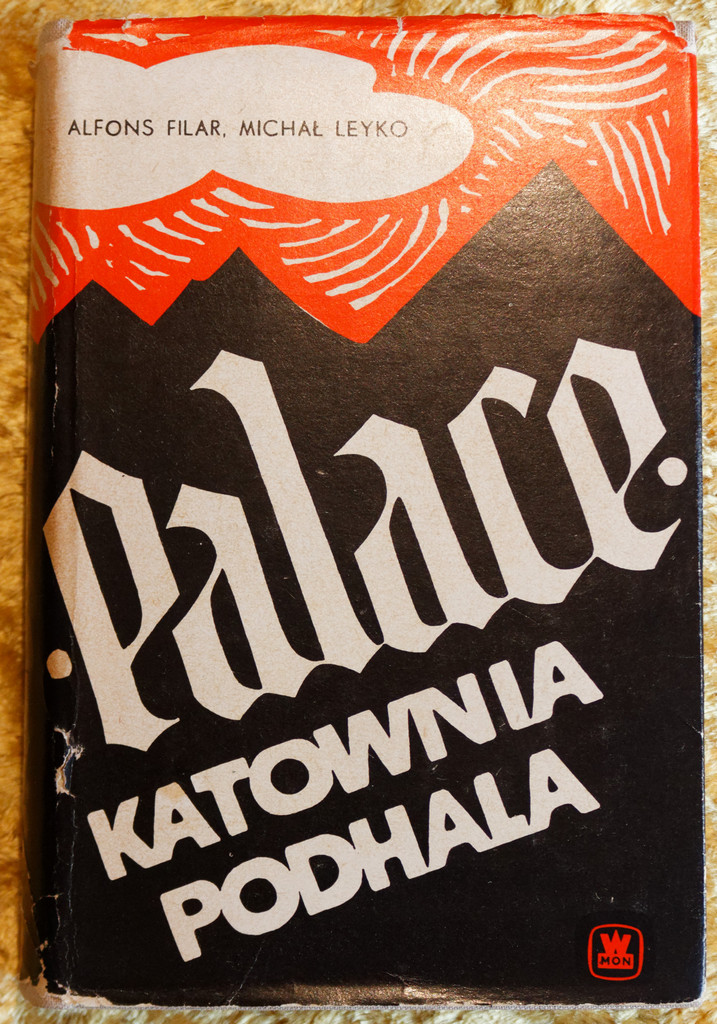 ALFONS FILAR, MICHAŁ LEYKO
•Palace•
KATOWNIA
PODHALA
W
MON